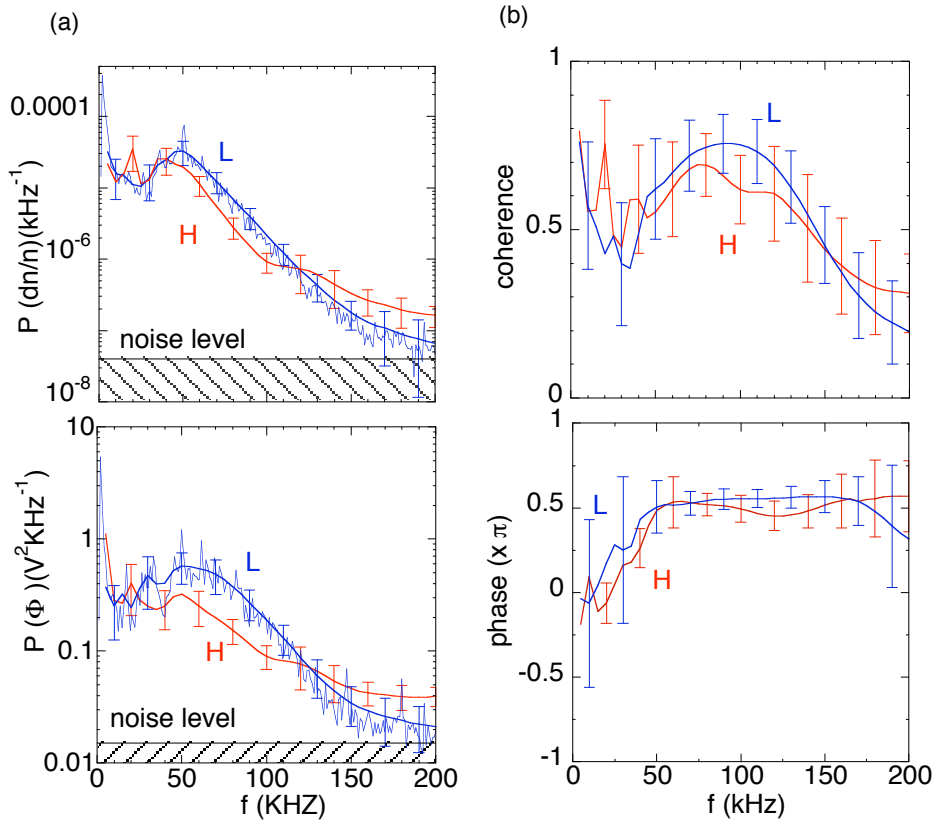 (a)
P (dn/n)(kHz⁻¹)
0.0001
10⁻⁶
10⁻⁸
L
H
noise level
P (Φ)(V²KHz⁻¹)
10
1
0.1
0.01
L
H
noise level
0 50 100 150 200
f (KHZ)
(b)
coherence
1
0.5
0
L
H
phase (x π)
1
0.5
0
-0.5
-1
L
H
0 50 100 150 200
f (kHz)